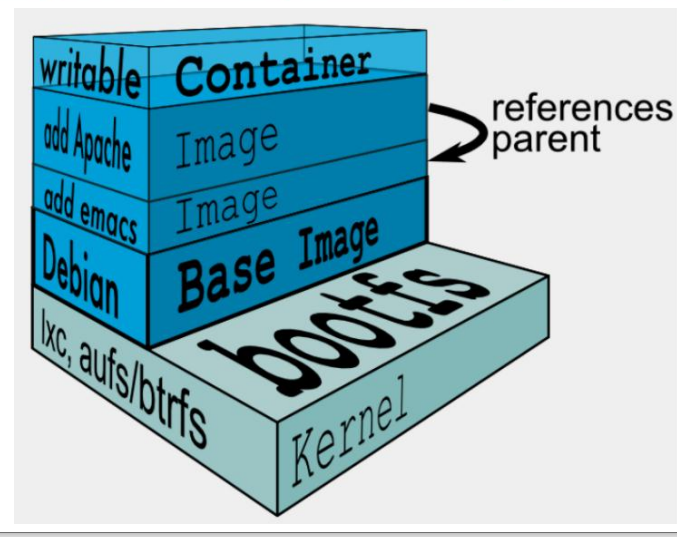 writable Container
add Apache Image
references
parent
add emacs Image
Debian Base Image
bootfs
lxc, aufs/btrfs
Kernel